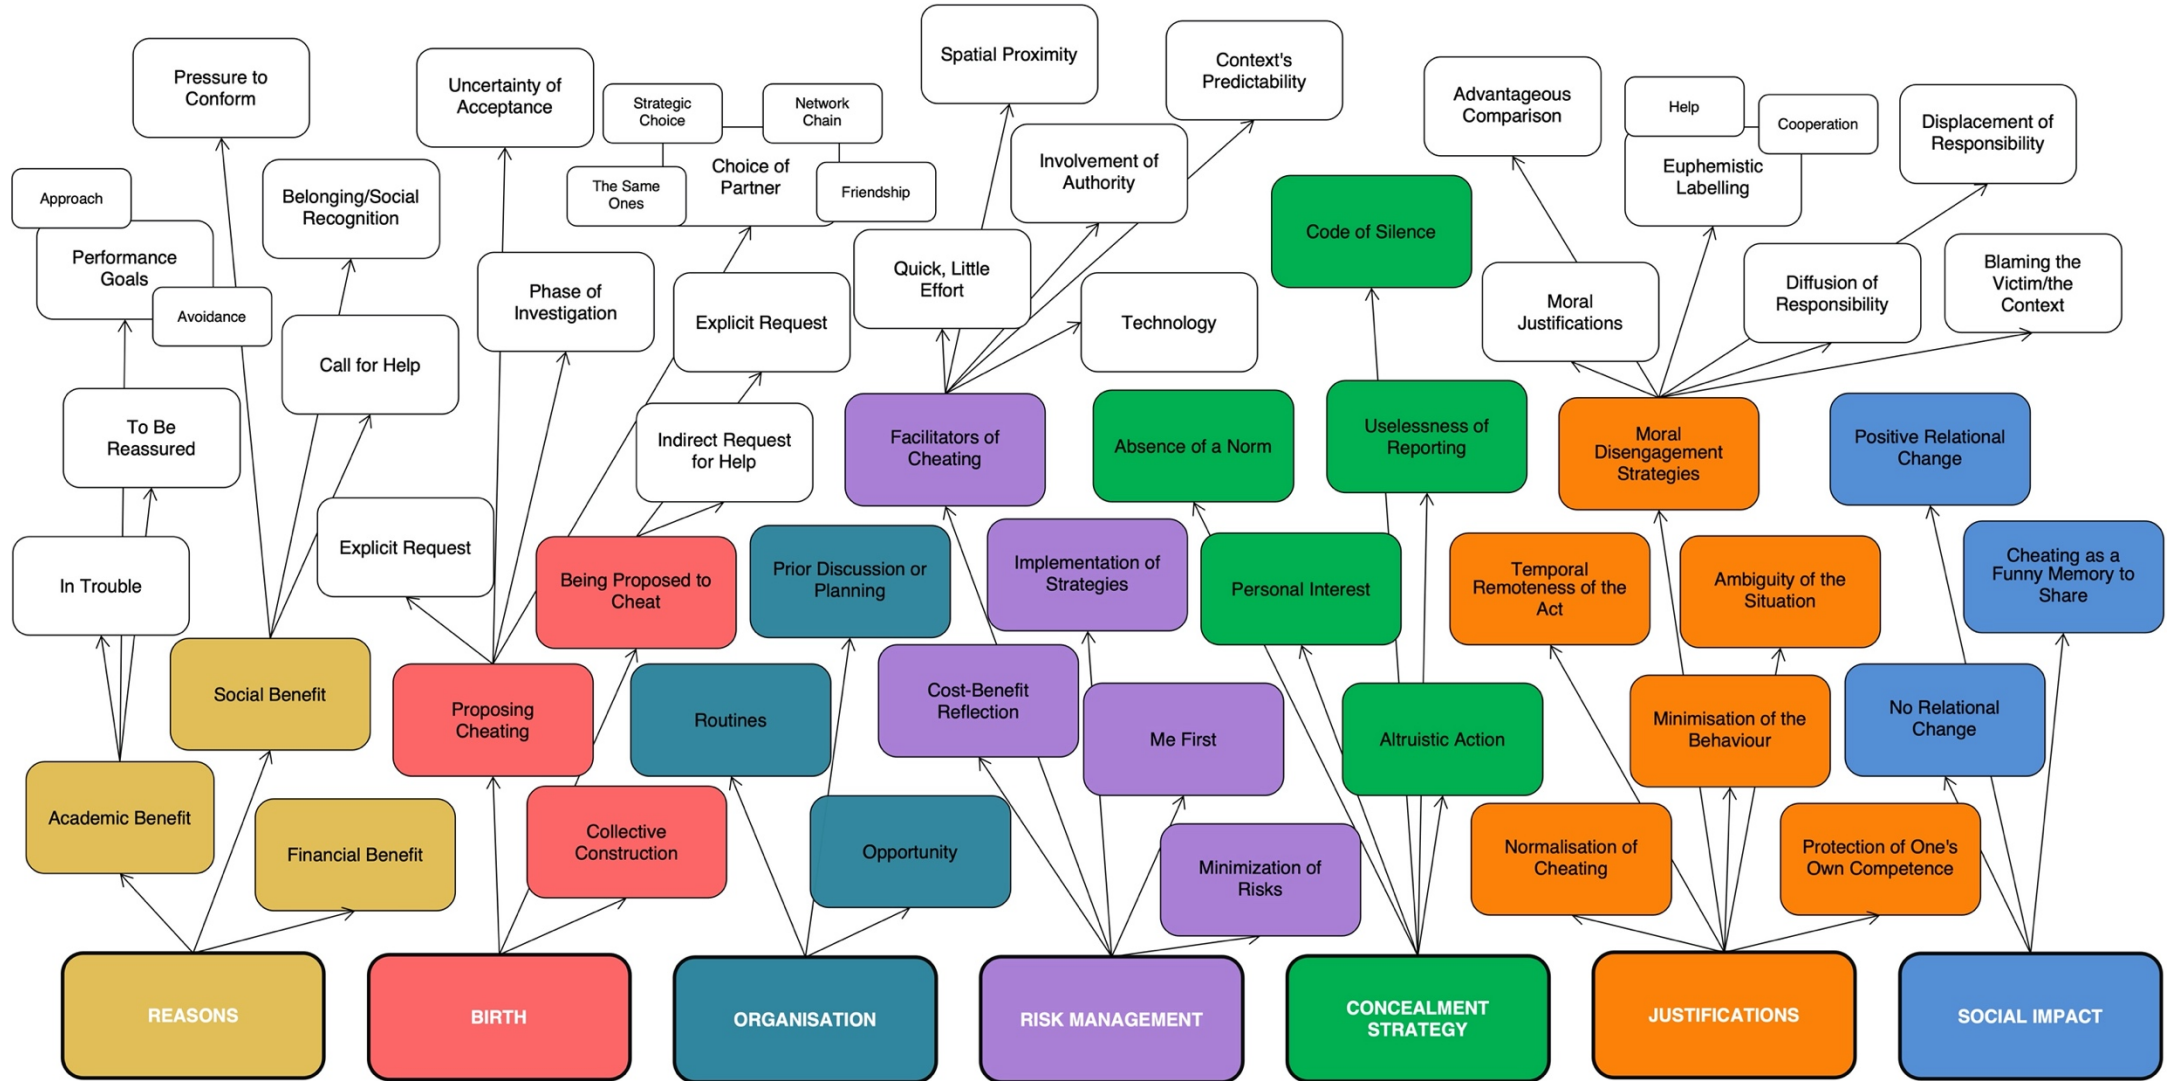 Spatial Proximity
Context's
Predictability
Pressure to
Conform
Uncertainty of
Acceptance
Strategic
Choice
Network
Chain
Advantageous
Comparison
Help
Cooperation
Displacement of
Responsibility
Approach
Belonging/Social
Recognition
The Same
Ones
Choice of
Partner
Friendship
Involvement of
Authority
Euphemistic
Labelling
Code of Silence
Performance
Goals
Avoidance
Phase of
Investigation
Explicit Request
Quick, Little
Effort
Technology
Moral
Justifications
Diffusion of
Responsibility
Blaming the
Victim/the
Context
Call for Help
To Be
Reassured
Indirect Request
for Help
Facilitators of
Cheating
Absence of a Norm
Uselessness of
Reporting
Moral
Disengagement
Strategies
Positive Relational
Change
In Trouble
Explicit Request
Being Proposed to
Cheat
Prior Discussion or
Planning
Implementation of
Strategies
Personal Interest
Temporal
Remoteness of the
Act
Ambiguity of the
Situation
Cheating as a
Funny Memory to
Share
Social Benefit
Proposing
Cheating
Routines
Cost-Benefit
Reflection
Me First
Altruistic Action
Minimisation of the
Behaviour
No Relational
Change
Academic Benefit
Financial Benefit
Collective
Construction
Opportunity
Minimization of
Risks
Normalisation of
Cheating
Protection of One's
Own Competence
REASONS
BIRTH
ORGANISATION
RISK MANAGEMENT
CONCEALMENT
STRATEGY
JUSTIFICATIONS
SOCIAL IMPACT